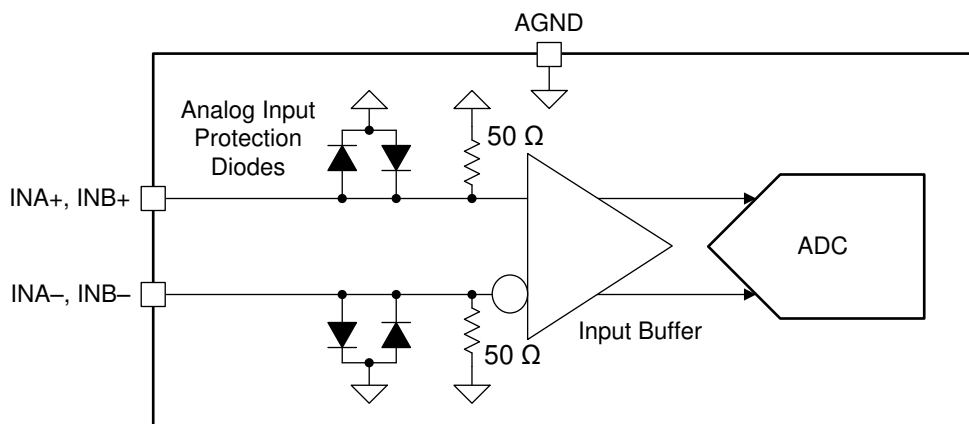 AGND
Analog Input
Protection
Diodes
50 Ω
INA+, INB+
ADC
INA–, INB–
Input Buffer
50 Ω